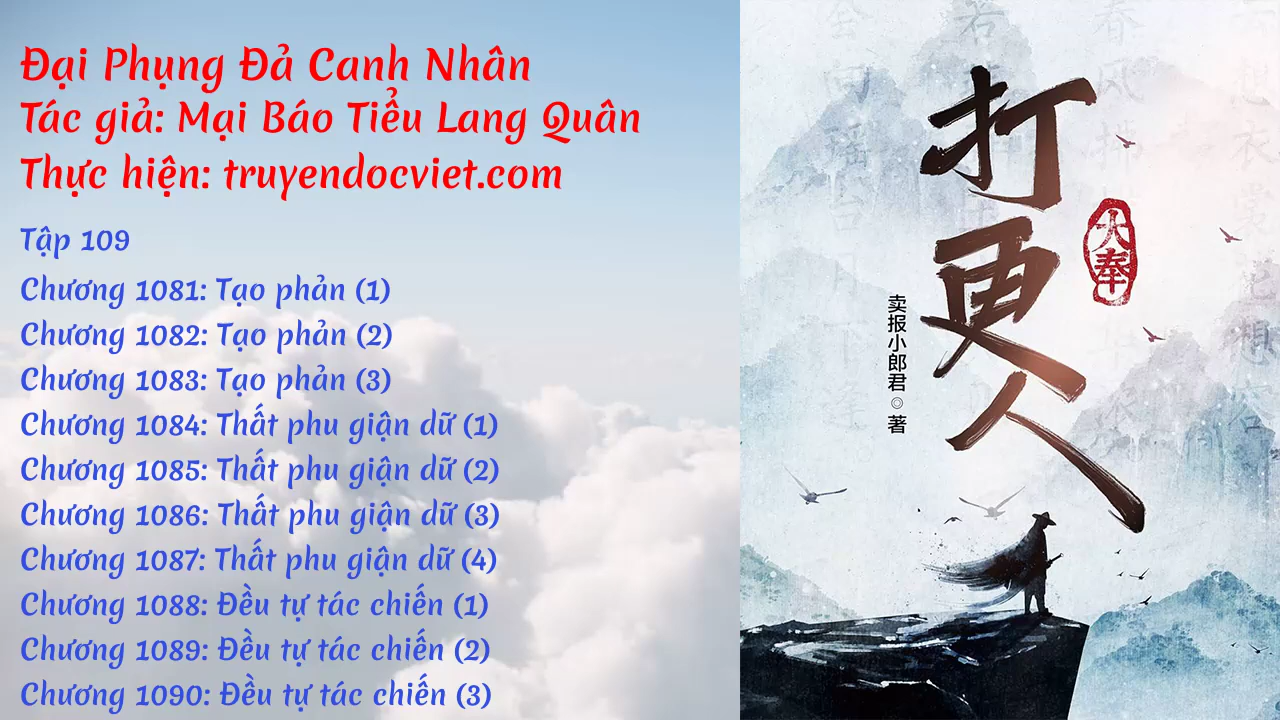 Đại Phụng Đả Canh Nhân
Tác giả: Mại Báo Tiểu Lang Quân
Thực hiện: truyendocviet.com
Tập 109
Chương 1081: Tạo phản (1)
Chương 1082: Tạo phản (2)
Chương 1083: Tạo phản (3)
Chương 1084: Thất phu giận dữ (1)
Chương 1085: Thất phu giận dữ (2)
Chương 1086: Thất phu giận dữ (3)
Chương 1087: Thất phu giận dữ (4)
Chương 1088: Đều tự tác chiến (1)
Chương 1089: Đều tự tác chiến (2)
Chương 1090: Đều tự tác chiến (3)
打更人
大奉
卖报小郎君◎著